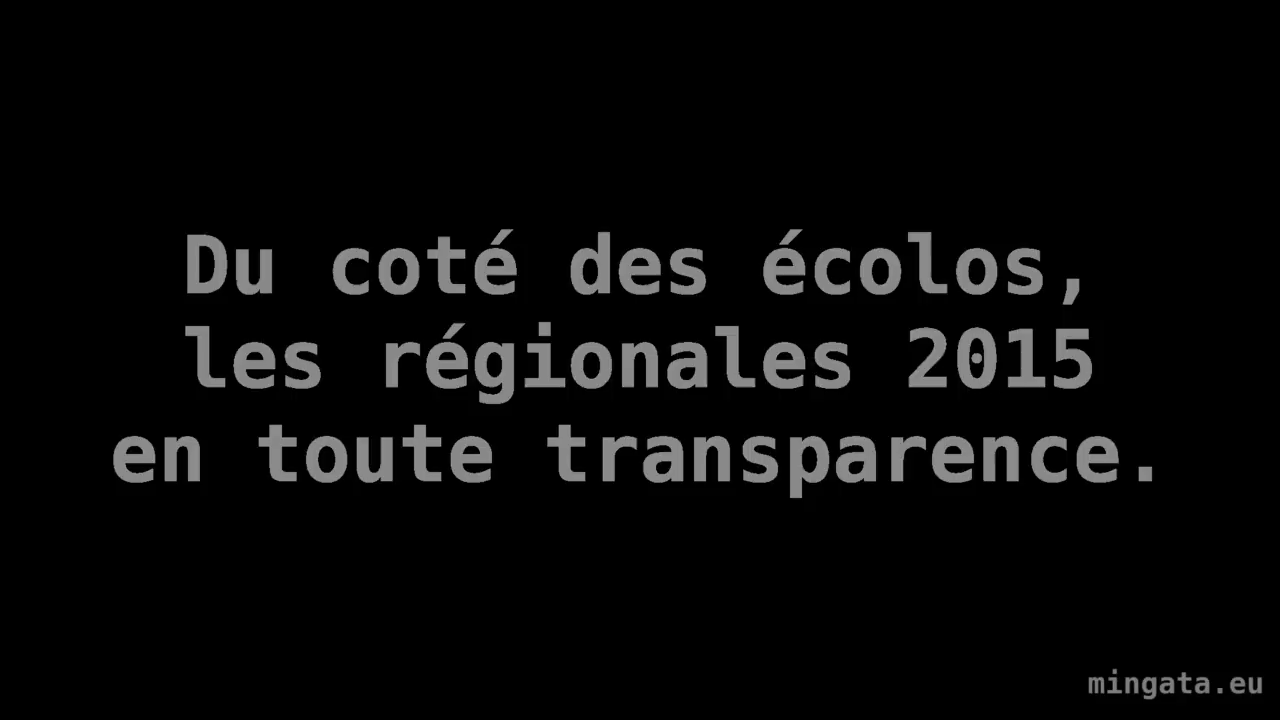 Du coté des écolos,
les régionales 2015
en toute transparence.
mingata.eu